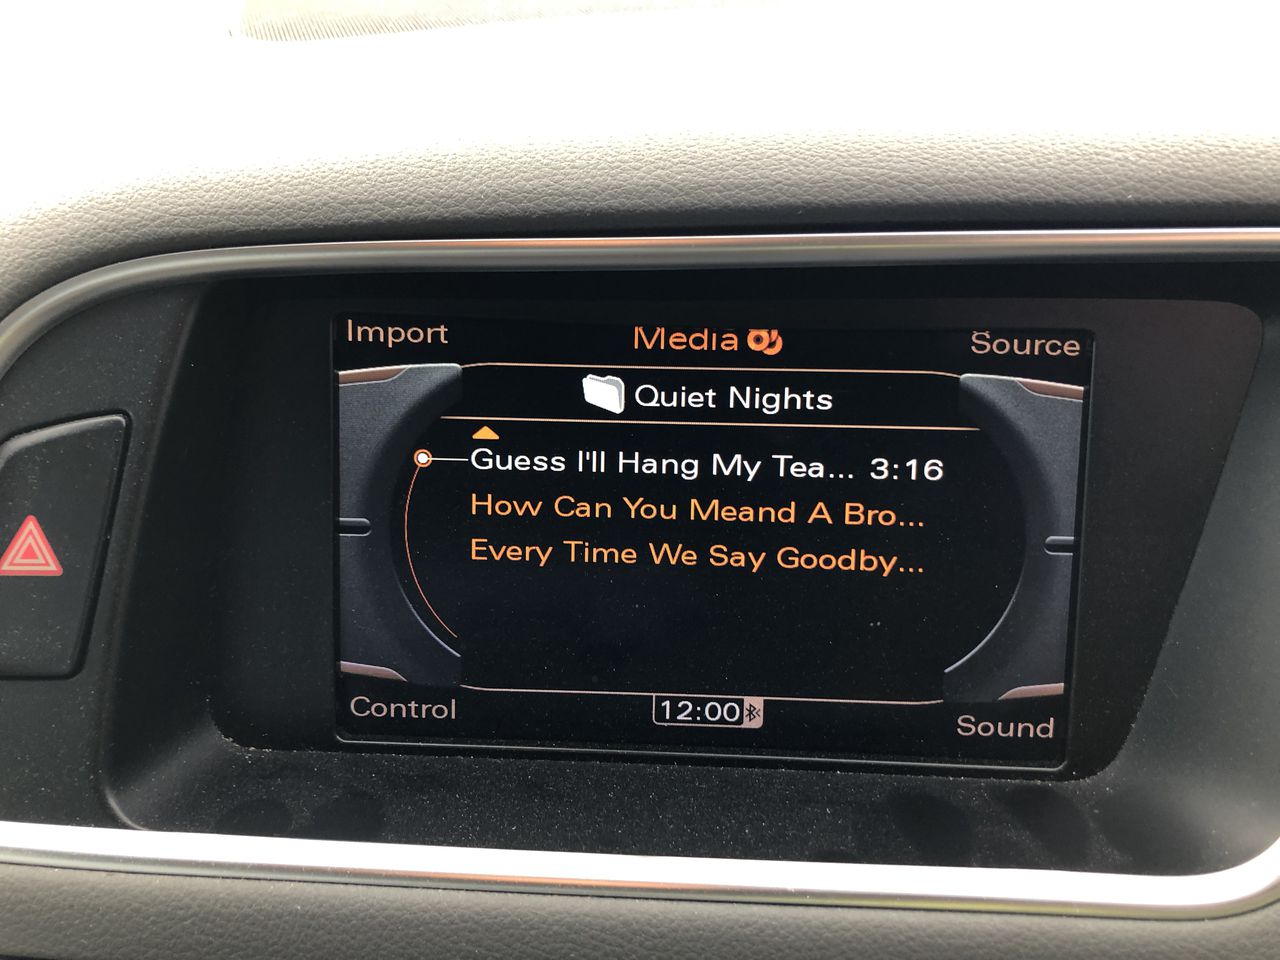 Import Media Source
Quiet Nights
Guess I'll Hang My Tea... 3:16
How Can You Meand A Bro...
Every Time We Say Goodby...
Control 12:00 Sound